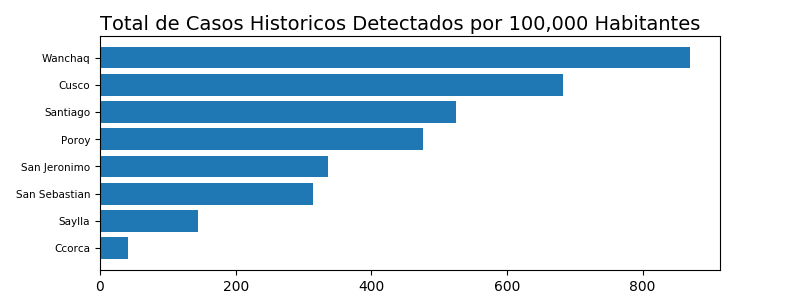 Total de Casos Historicos Detectados por 100,000 Habitantes
Wanchaq
Cusco
Santiago
Poroy
San Jeronimo
San Sebastian
Saylla
Ccorca
0 200 400 600 800